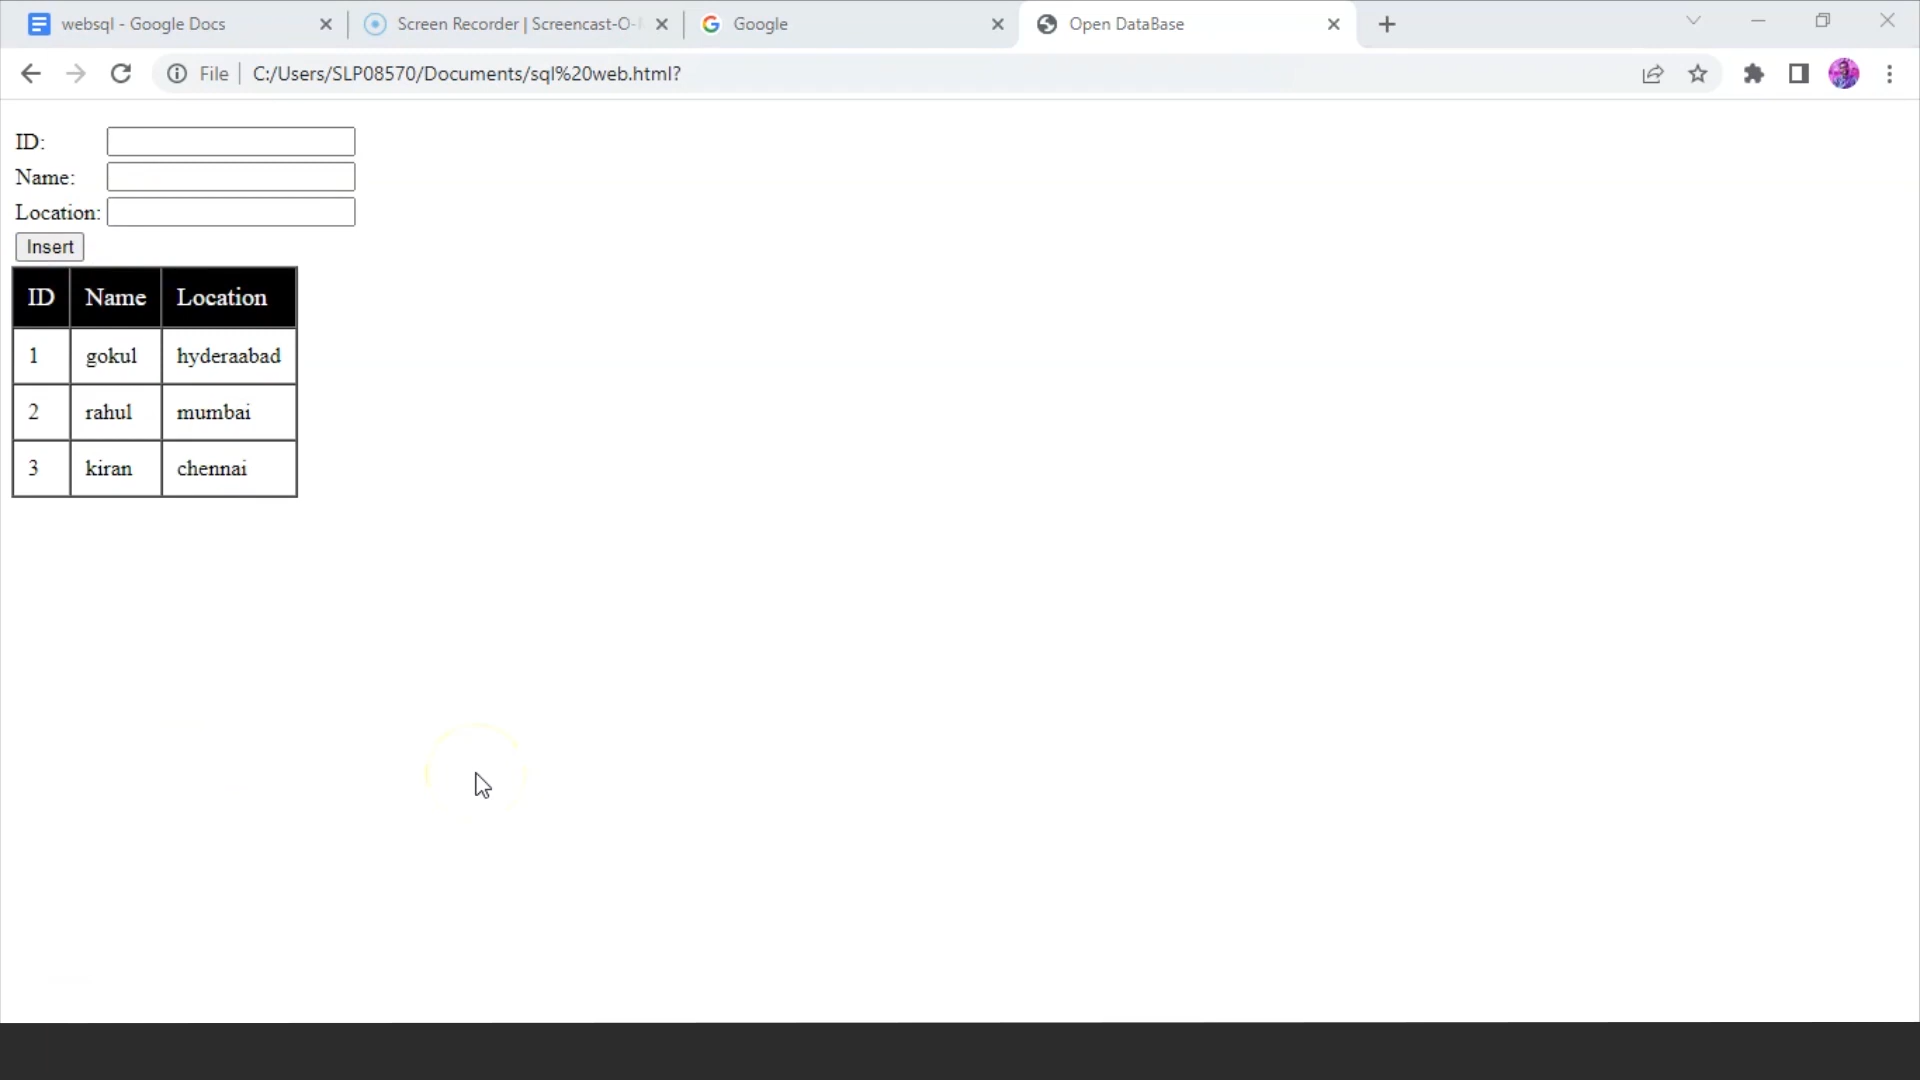 websql - Google Docs
Screen Recorder | Screencast-O-
Google
Open DataBase
File
C:/Users/SLP08570/Documents/sql%20web.html?
ID:
Name:
Location:
Insert
ID Name Location
1 gokul hyderaabad
2 rahul mumbai
3 kiran chennai